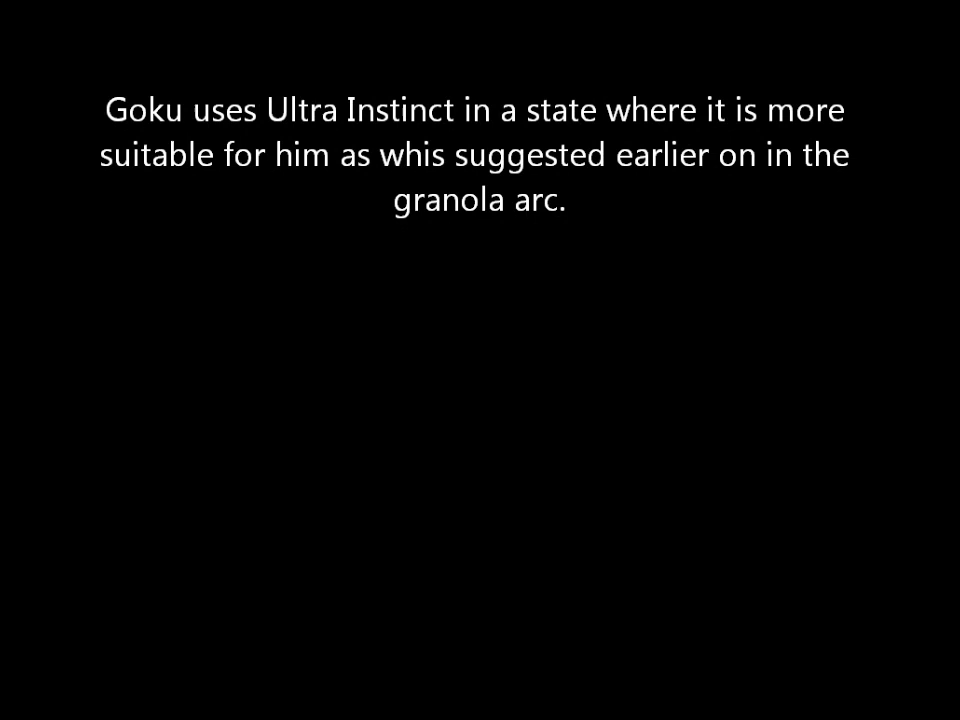 Goku uses Ultra Instinct in a state where it is more
suitable for him as whis suggested earlier on in the
granola arc.